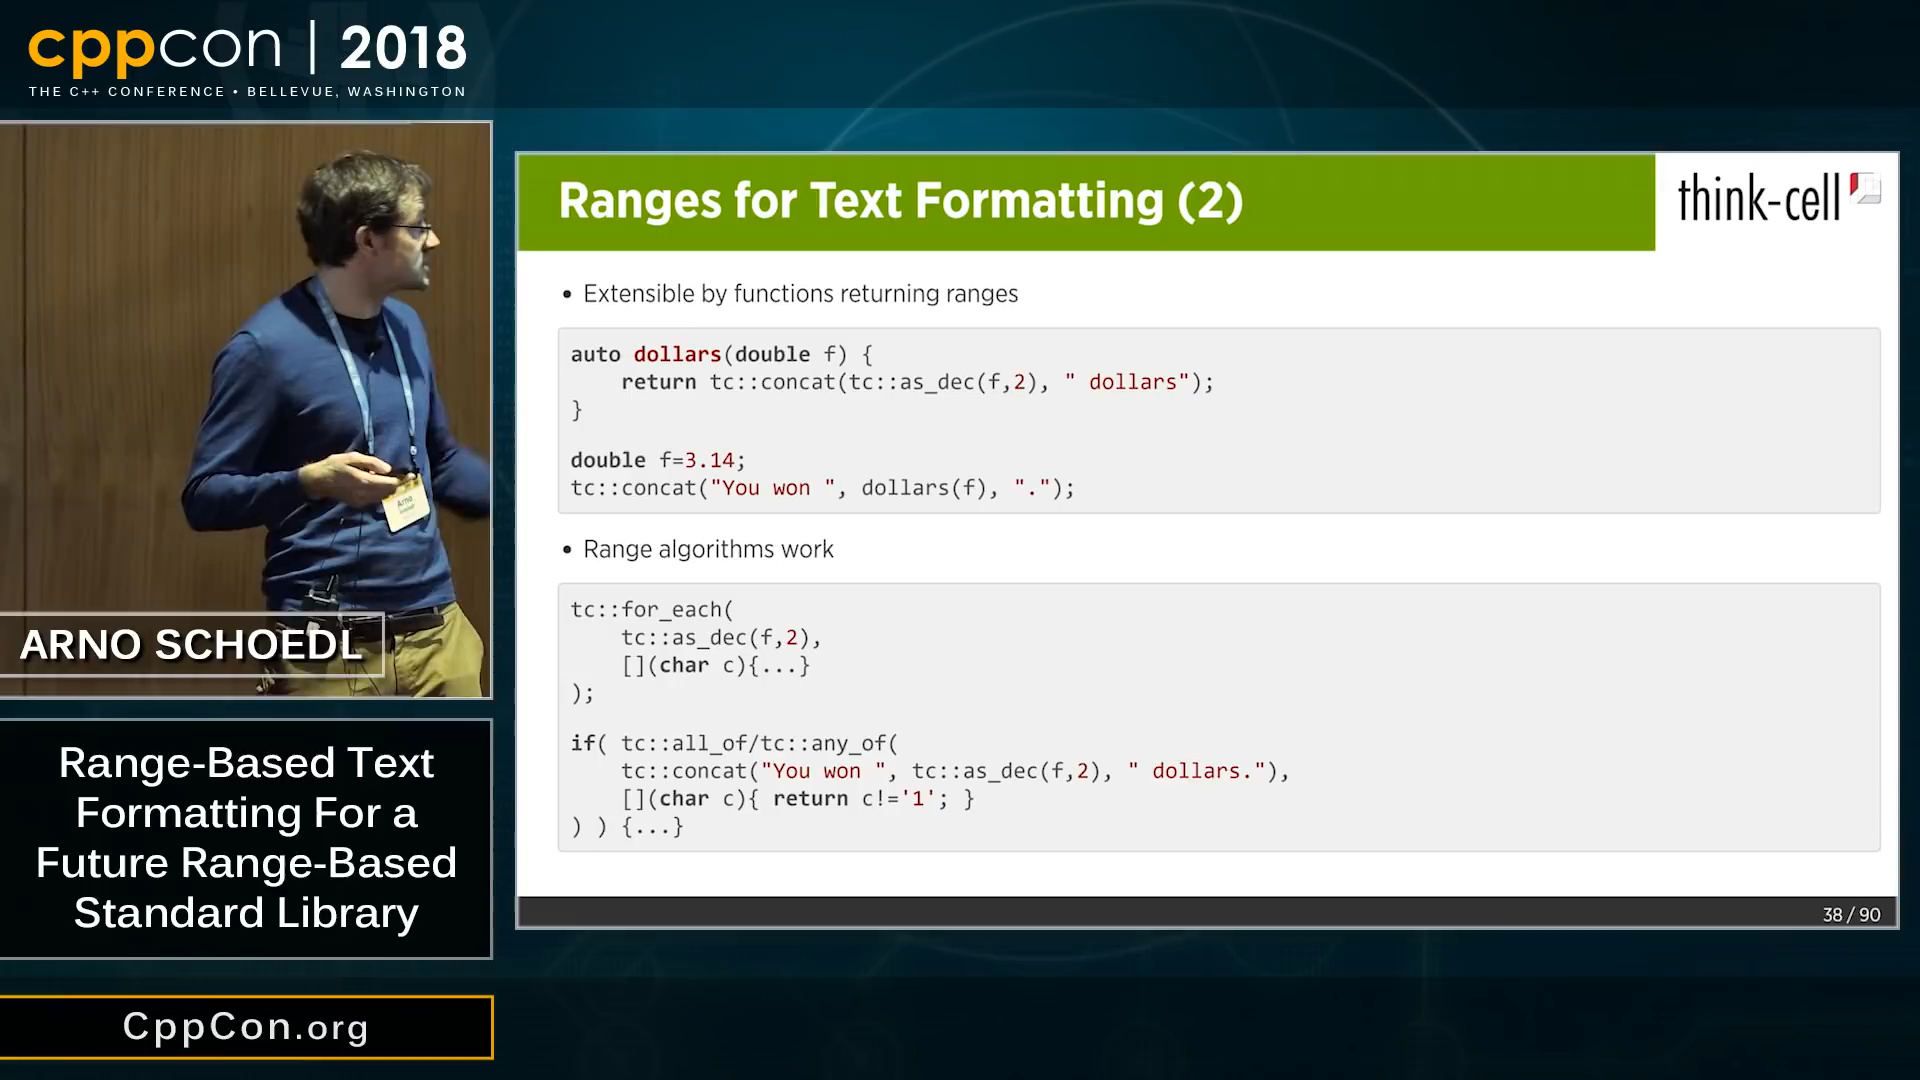 cppcon | 2018
THE C++ CONFERENCE • BELLEVUE, WASHINGTON
Arno
ARNO SCHOEDL
Range-Based Text
Formatting For a
Future Range-Based
Standard Library
CppCon.org
Ranges for Text Formatting (2)
think-cell
• Extensible by functions returning ranges
auto dollars(double f) {
    return tc::concat(tc::as_dec(f,2), " dollars");
}
double f=3.14;
tc::concat("You won ", dollars(f), ".");
• Range algorithms work
tc::for_each(
    tc::as_dec(f,2),
    [](char c){...}
);
if( tc::all_of/tc::any_of(
    tc::concat("You won ", tc::as_dec(f,2), " dollars."),
    [](char c){ return c!='1'; }
) ) {...}
38 / 90